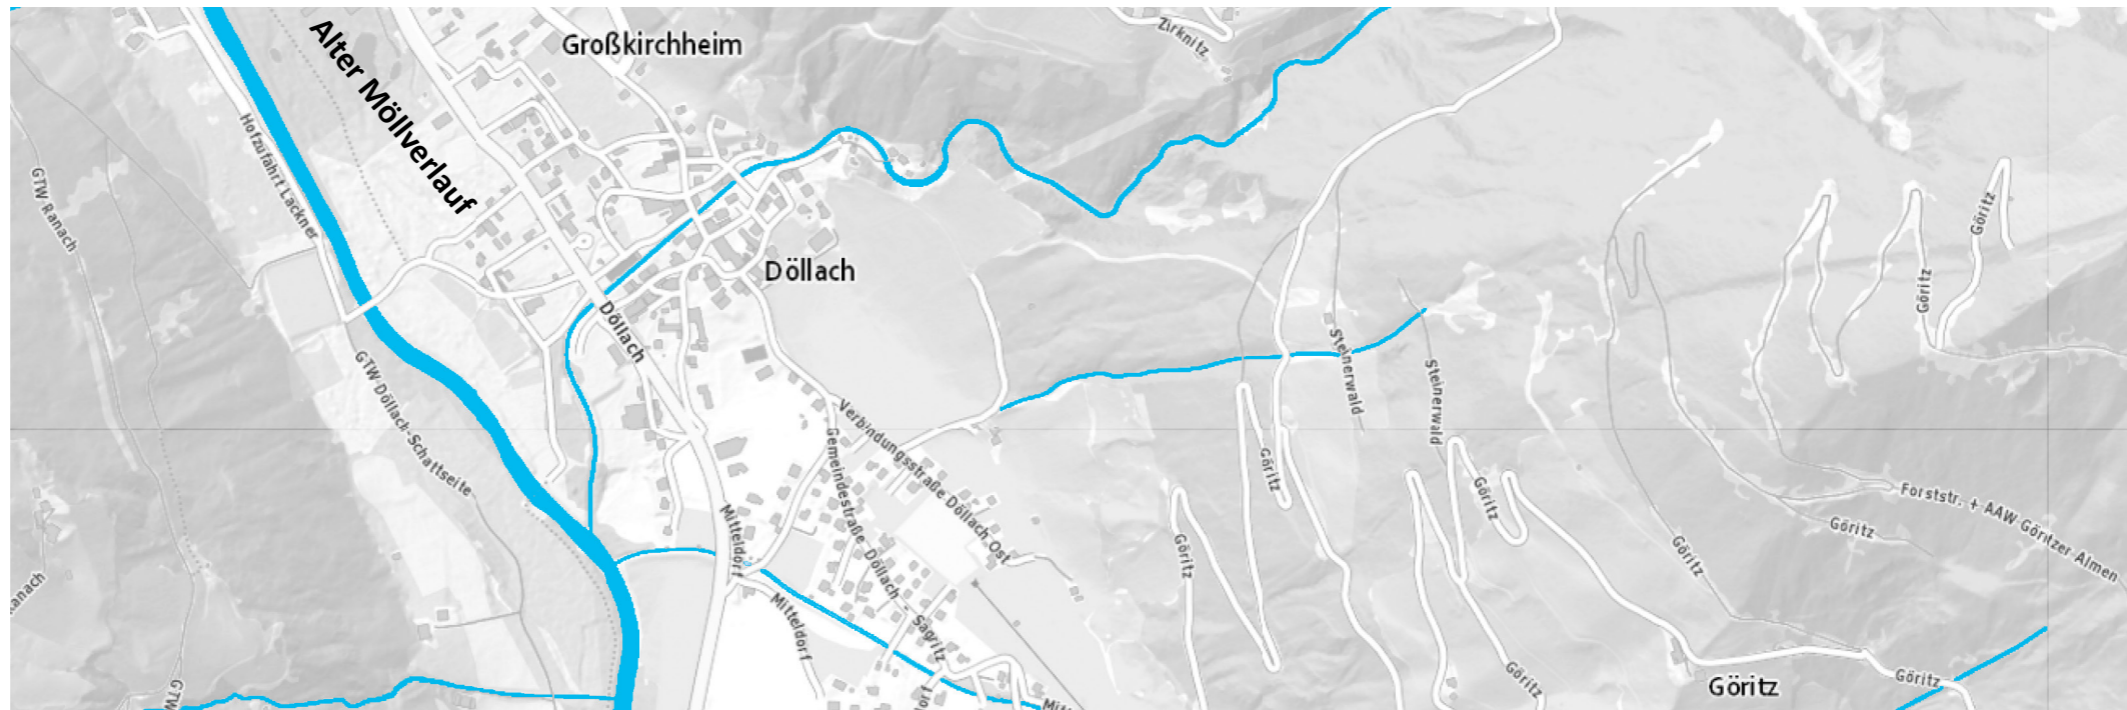 Großkirchheim
Zirknitz
Alter Möllverlauf
Hofzufahrt Lackner
GTW Ranach
Göritz
Döllach
Göritz
Döllach
Steinerwald
Steinerwald
GTW Döllach-Schattseite
Verbindungsstraße Döllach Ost
Gemeindestraße Döllach - Sagritz
Göritz
Göritz
Forststr. + AAW Göritzer Almen
Göritz
Mitteldorf
Göritz
Göritz
Mitteldorf
Göritz
Göritz
Göritz
GTW